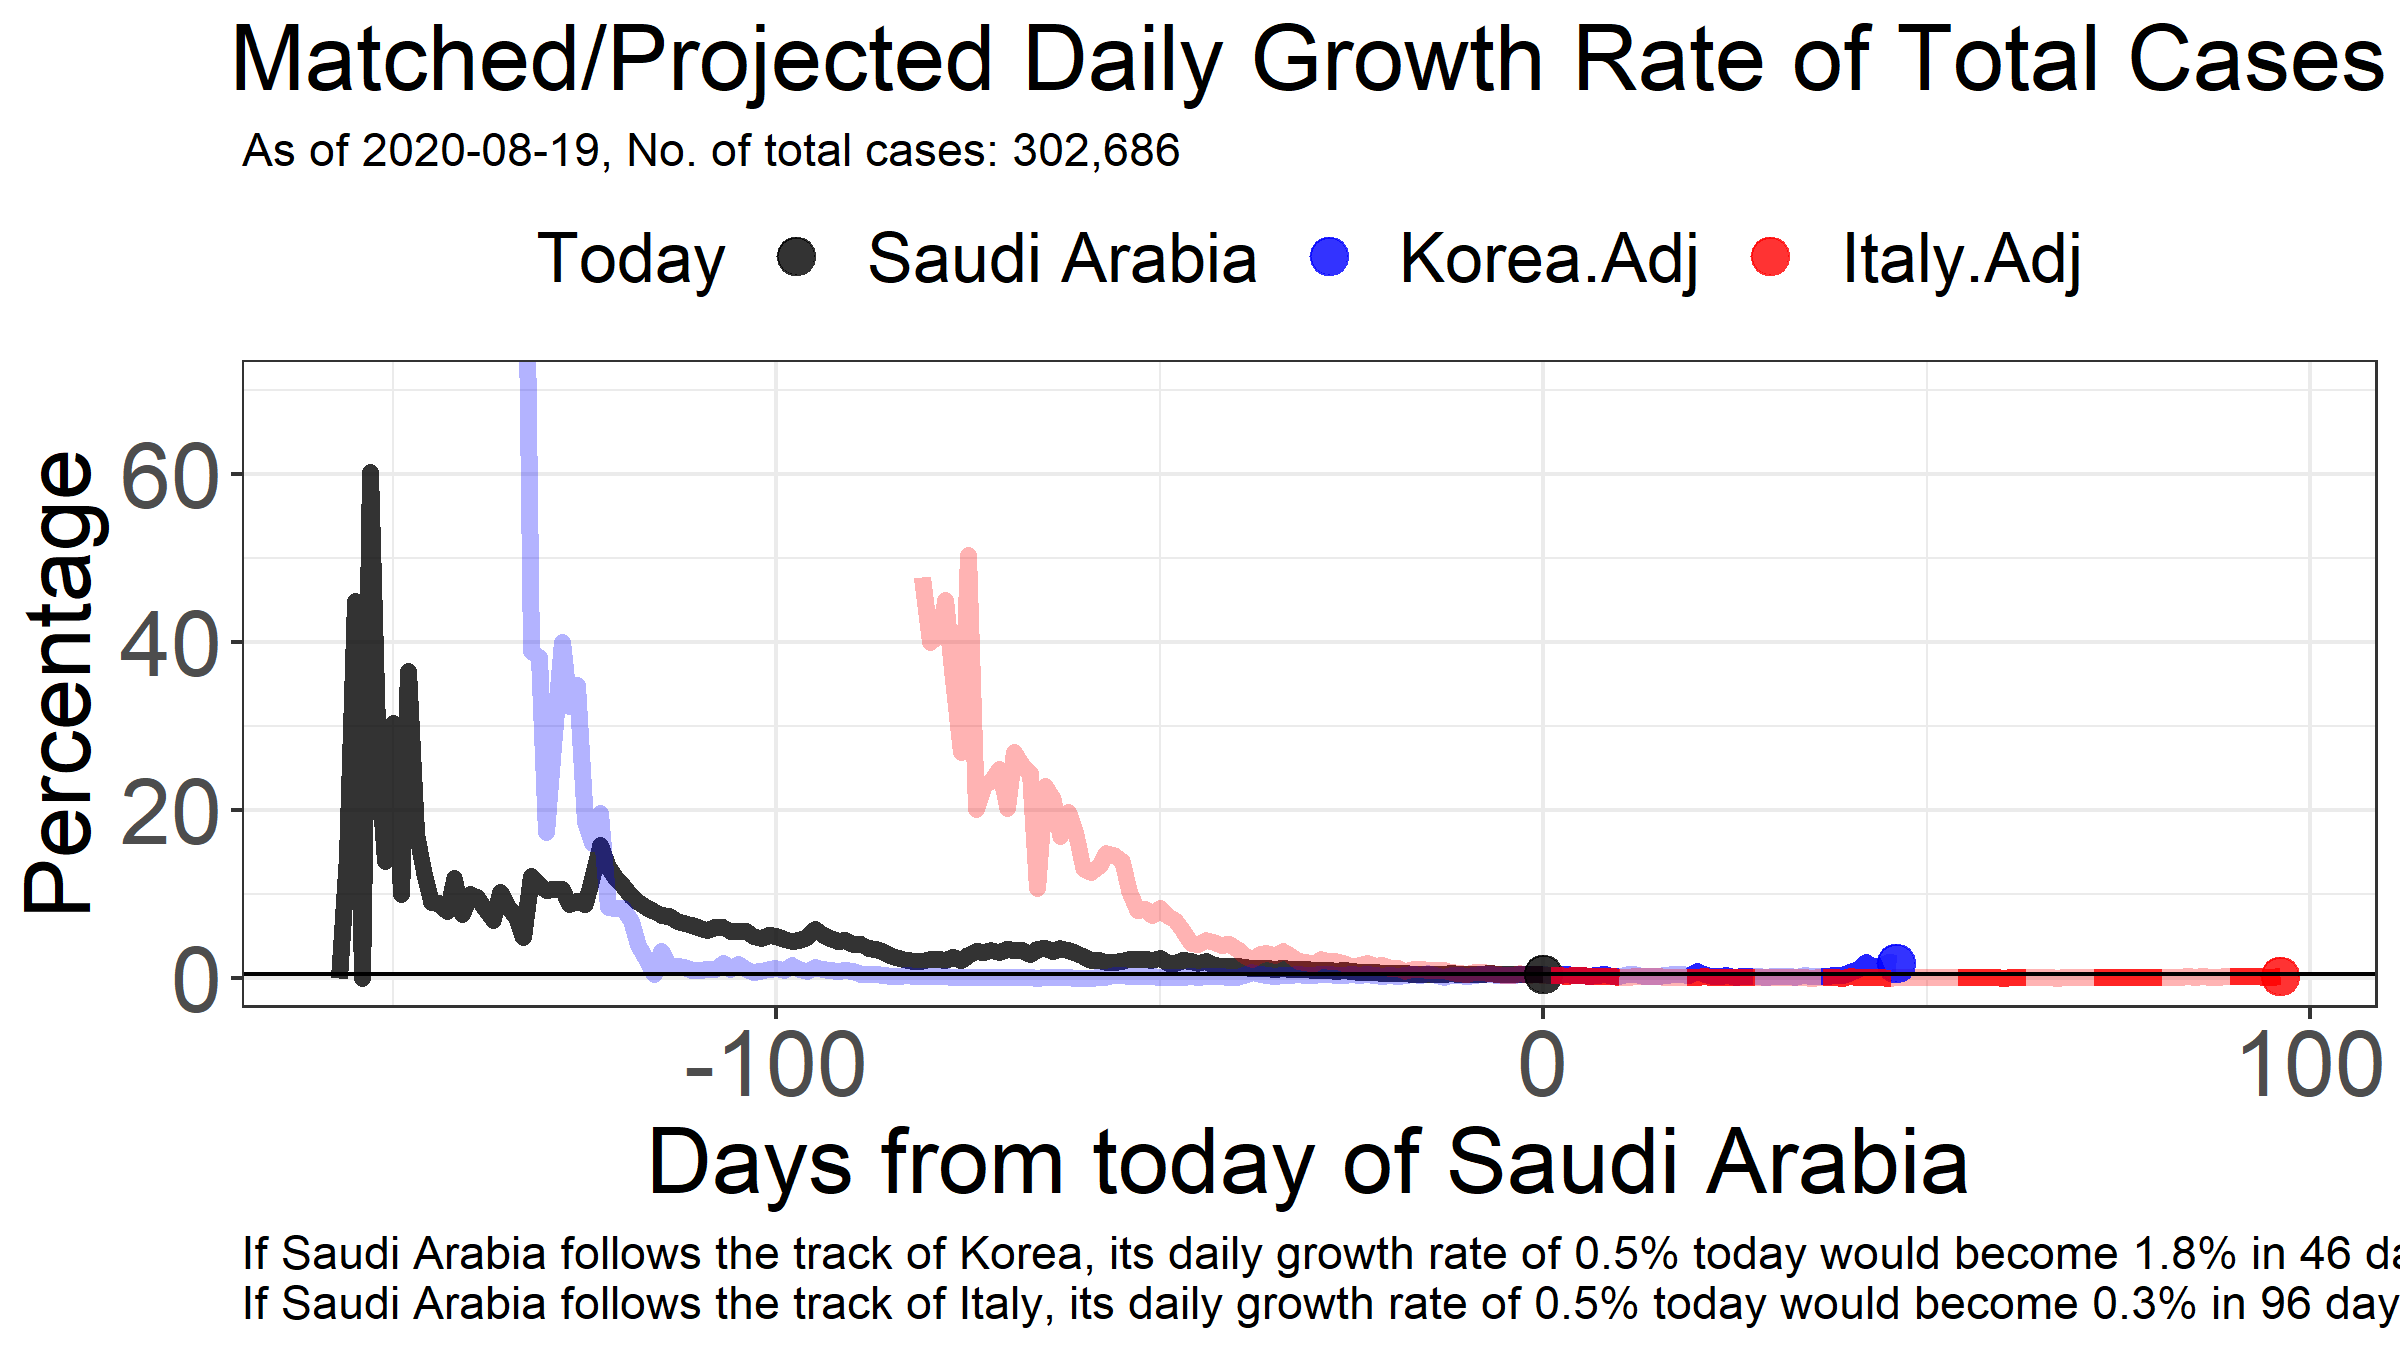 Matched/Projected Daily Growth Rate of Total Cases
As of 2020-08-19, No. of total cases: 302,686
Today Saudi Arabia Korea.Adj Italy.Adj
Percentage
60
40
20
0
-100 0 100
Days from today of Saudi Arabia
If Saudi Arabia follows the track of Korea, its daily growth rate of 0.5% today would become 1.8% in 46 da
If Saudi Arabia follows the track of Italy, its daily growth rate of 0.5% today would become 0.3% in 96 day